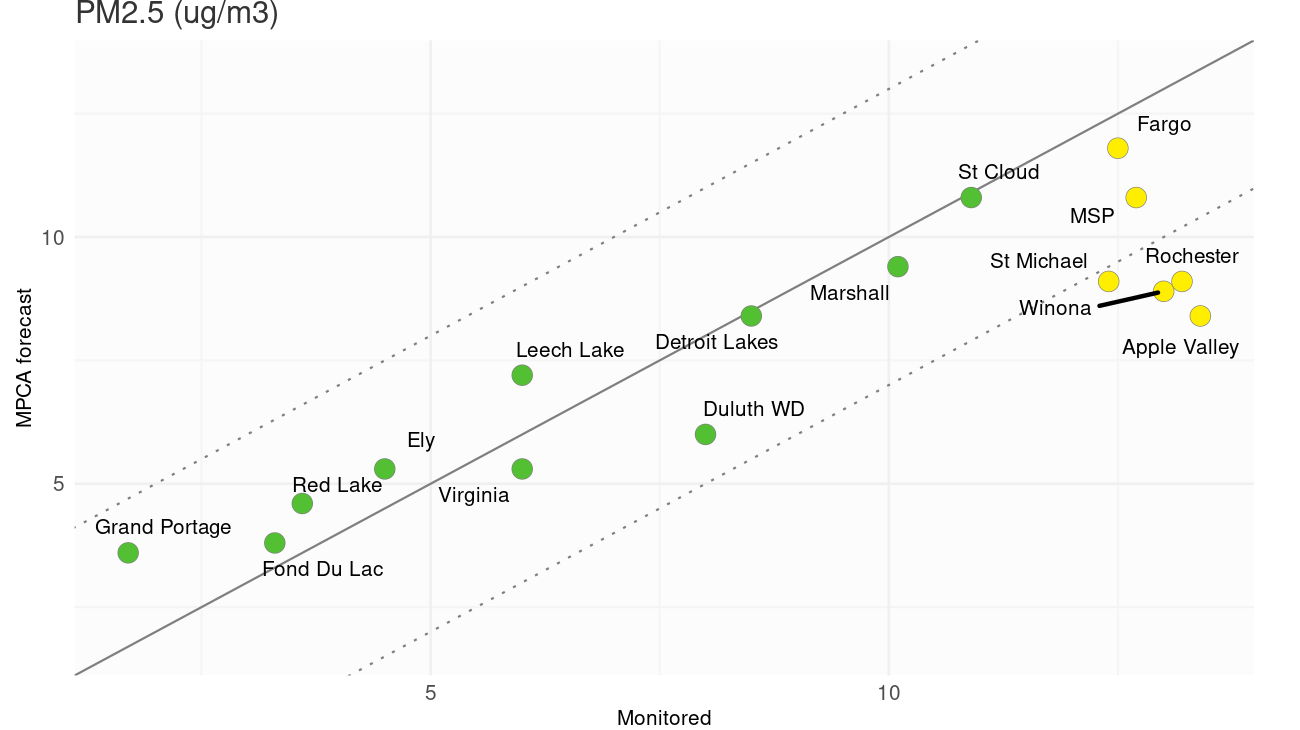 PM2.5 (ug/m3)
Fargo
St Cloud
MSP
10
St Michael
Rochester
Marshall
Winona
Detroit Lakes
Apple Valley
Leech Lake
MPCA forecast
Duluth WD
Ely
5
Red Lake
Virginia
Grand Portage
Fond Du Lac
5
10
Monitored